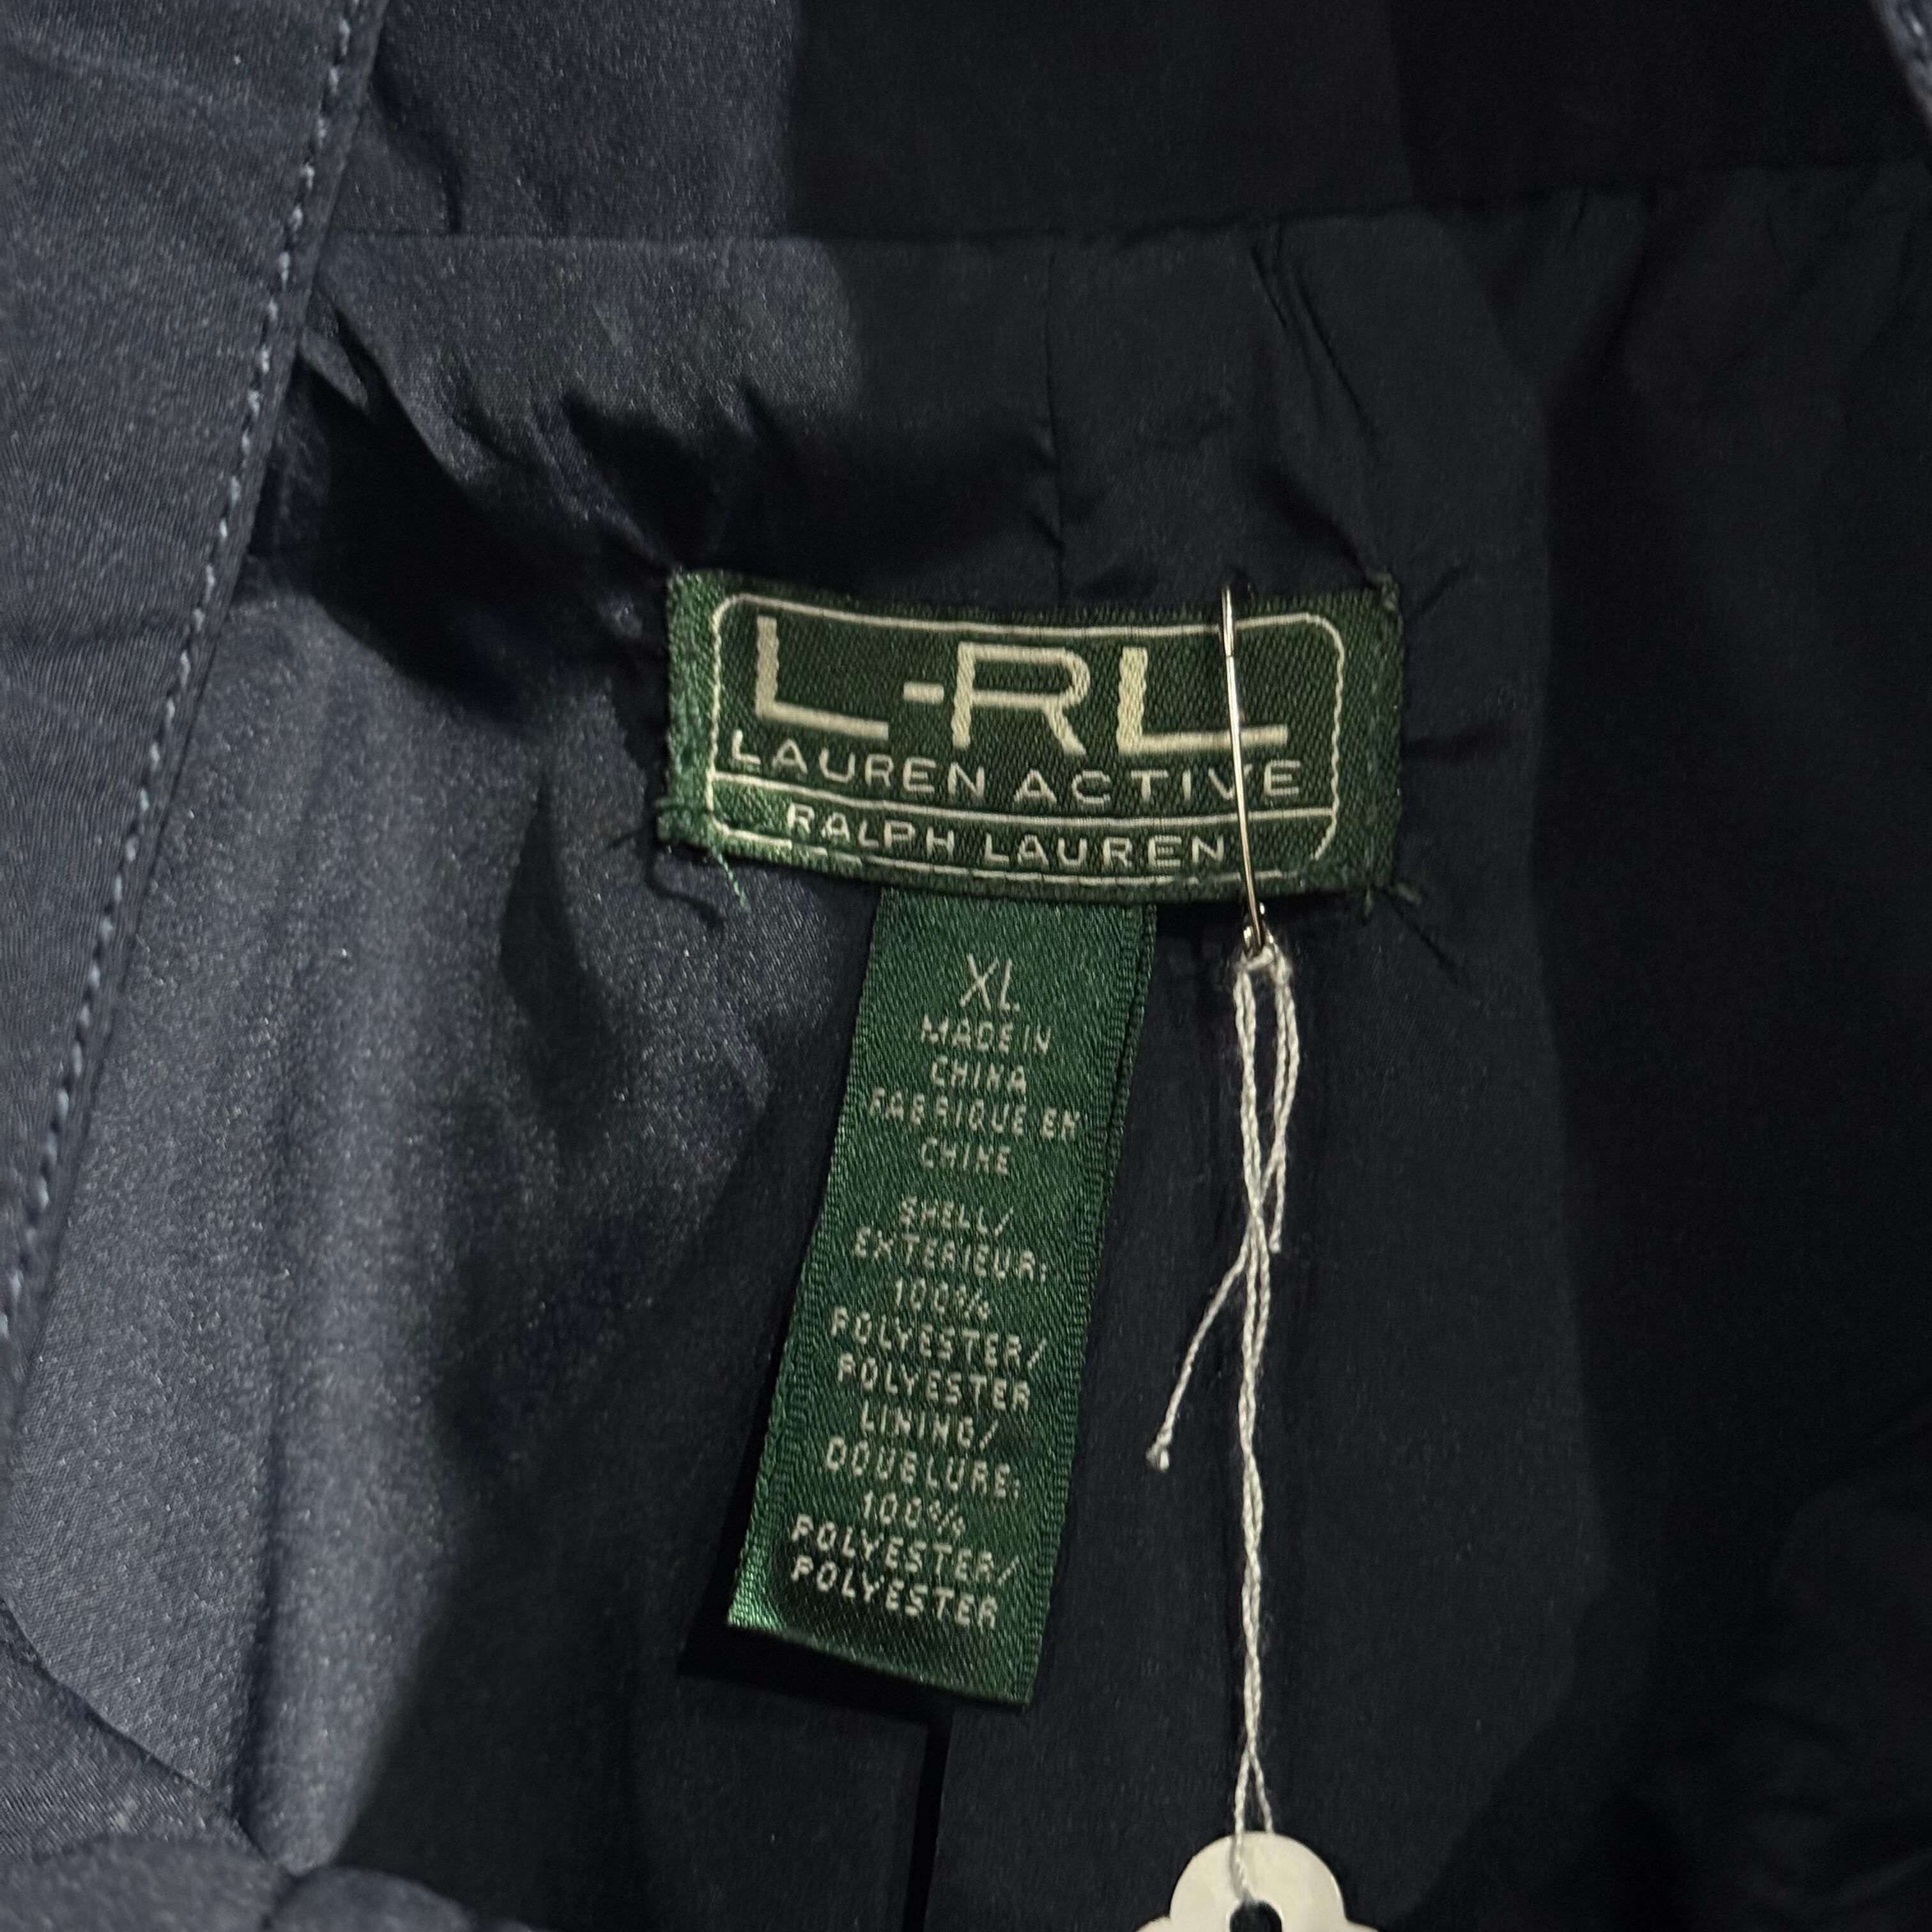 L-RL
LAUREN ACTIVE
RALPH LAUREN
XL
MADE IN
CHINA
FABRIQUE EN
CHINE
SHELL/
EXTERIEUR:
100%
POLYESTER/
POLYESTER
LINING/
DOUBLURE:
100%
POLYESTER/
POLYESTER